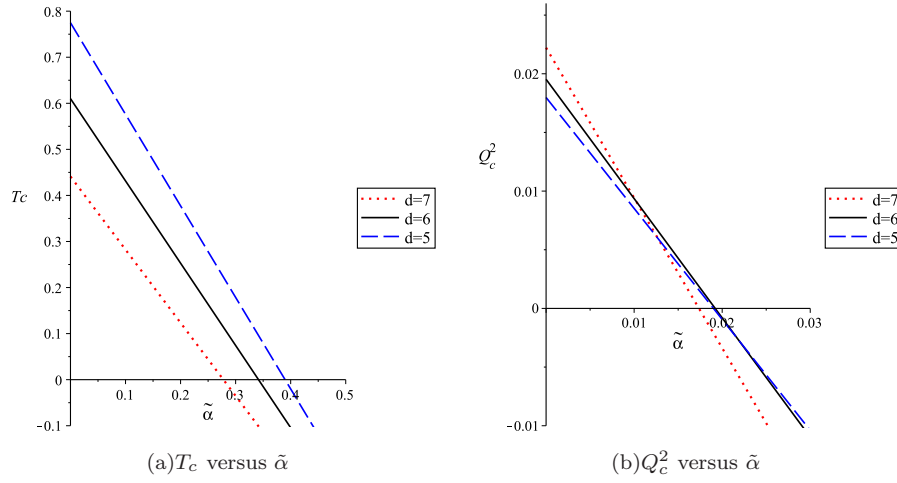 0.8
0.7
0.6
0.5
Tc
0.4
0.3
0.2
0.1
0
-0.1
0.1
0.2
0.3
0.4
0.5
α̃
d=7
d=6
d=5
(a)T_c versus α̃
0.02
Q_c^2
0.01
0
-0.01
0.01
0.02
0.03
α̃
d=7
d=6
d=5
(b)Q_c^2 versus α̃